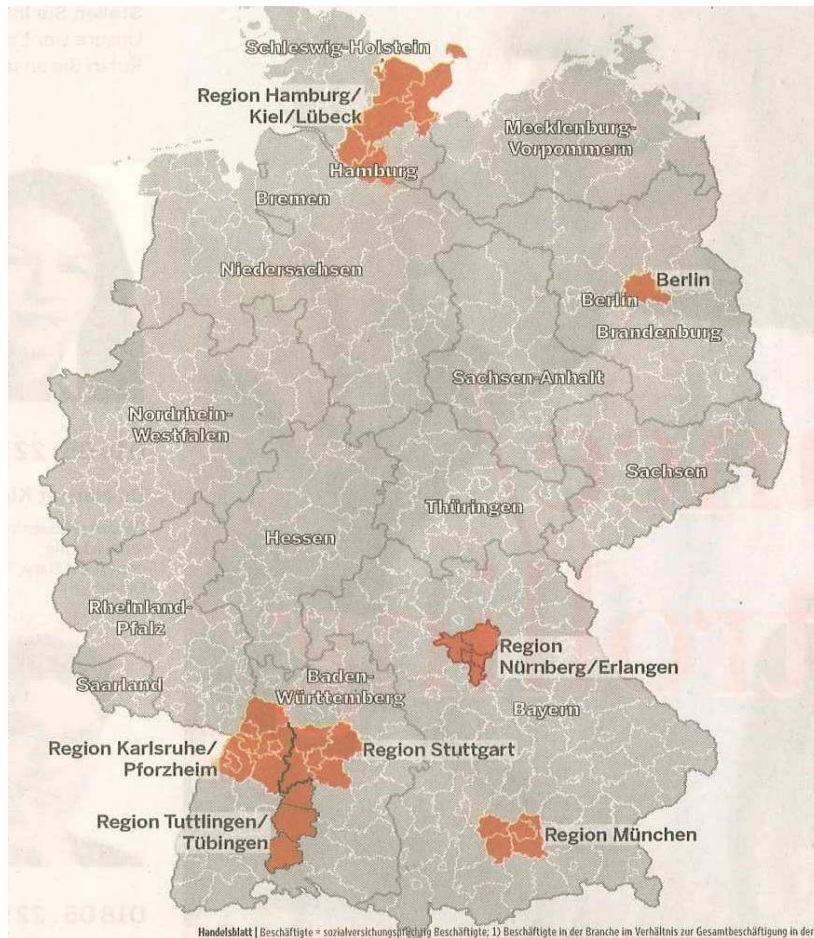 Schleswig-Holstein
Region Hamburg/
Kiel/Lübeck
Mecklenburg-
Vorpommern
Hamburg
Bremen
Niedersachsen
Berlin
Berlin
Brandenburg
Sachsen-Anhalt
Nordrhein-
Westfalen
Sachsen
Thüringen
Hessen
Rheinland-
Pfalz
Region
Nürnberg/Erlangen
Saarland
Baden-
Württemberg
Bayern
Region Karlsruhe/
Pforzheim
Region Stuttgart
Region Tuttlingen/
Tübingen
Region München
Handelsblatt | Beschäftigte = sozialversichungspflichtig Beschäftigte; 1) Beschäftigte in der Branche im Verhältnis zur Gesamtbeschäftigung in der